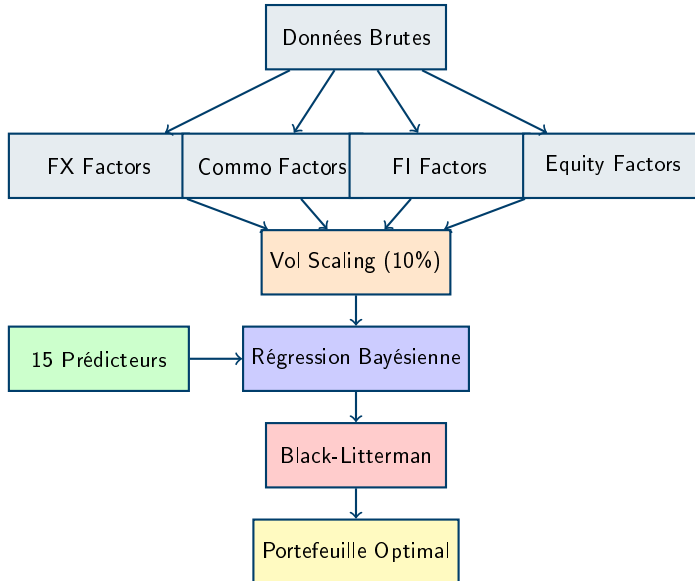 Données Brutes
FX Factors
Commo Factors
FI Factors
Equity Factors
Vol Scaling (10%)
15 Prédicteurs
Régression Bayésienne
Black-Litterman
Portefeuille Optimal